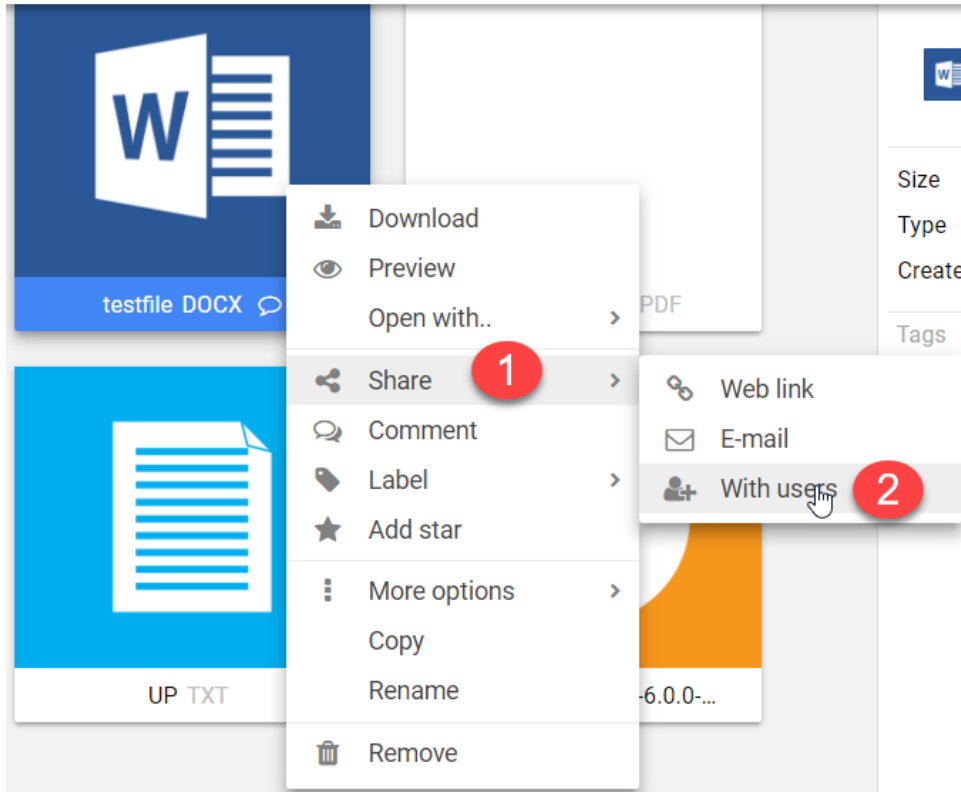 W
W
Size
Type
Create
Tags
testfile DOCX
PDF
Download
Preview
Open with..
Share 1
Comment
Label
Add star
More options
Copy
Rename
Remove
Web link
E-mail
With users 2
UP TXT
-6.0.0-...